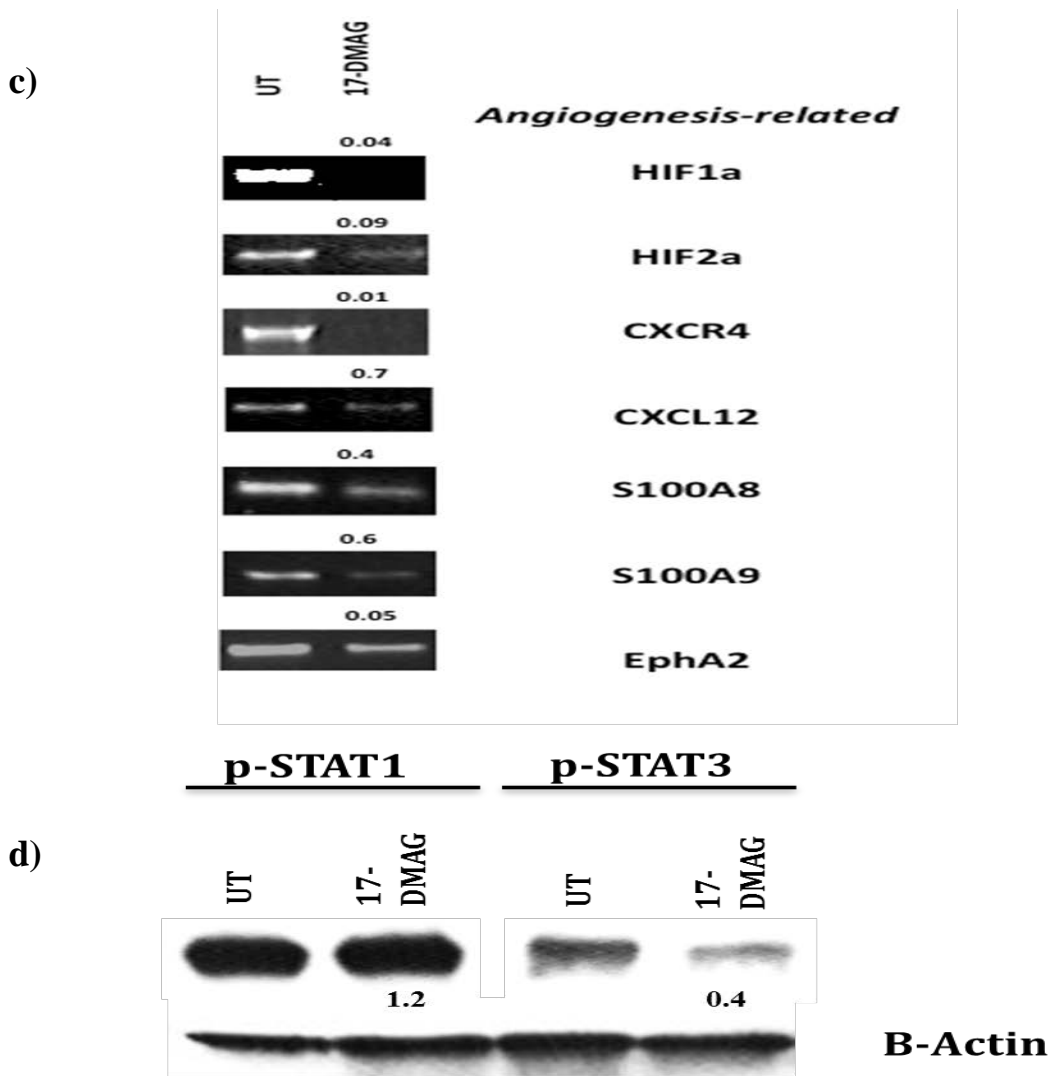 c)
UT
17-DMAG
Angiogenesis-related
0.04
HIF1a
0.09
HIF2a
0.01
CXCR4
0.7
CXCL12
0.4
S100A8
0.6
S100A9
0.05
EphA2
p-STAT1
p-STAT3
d)
UT
17-
DMAG
UT
17-
DMAG
1.2
0.4
B-Actin